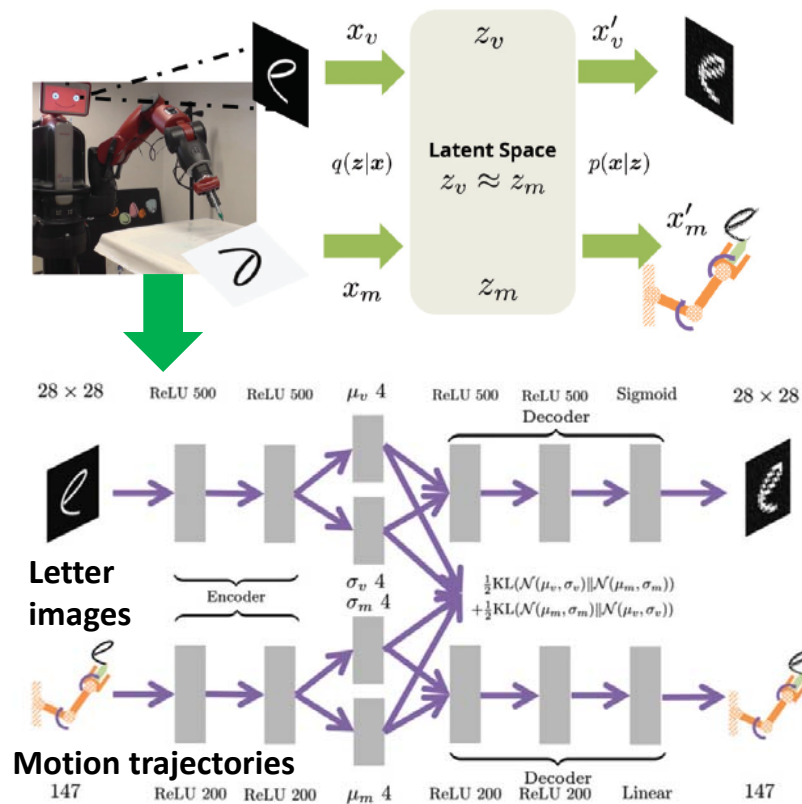 x_v
z_v
x'_v
q(z|x)
Latent Space
z_v ≈ z_m
p(x|z)
x_m
z_m
x'_m
28 × 28
ReLU 500
ReLU 500
μ_v 4
ReLU 500
ReLU 500
Sigmoid
28 × 28
Decoder
Letter
images
Encoder
σ_v 4
σ_m 4
½KL(𝒩(μ_v, σ_v)||𝒩(μ_m, σ_m))
+½KL(𝒩(μ_m, σ_m)||𝒩(μ_v, σ_v))
Motion trajectories
Decoder
147
ReLU 200
ReLU 200
μ_m 4
ReLU 200
ReLU 200
Linear
147